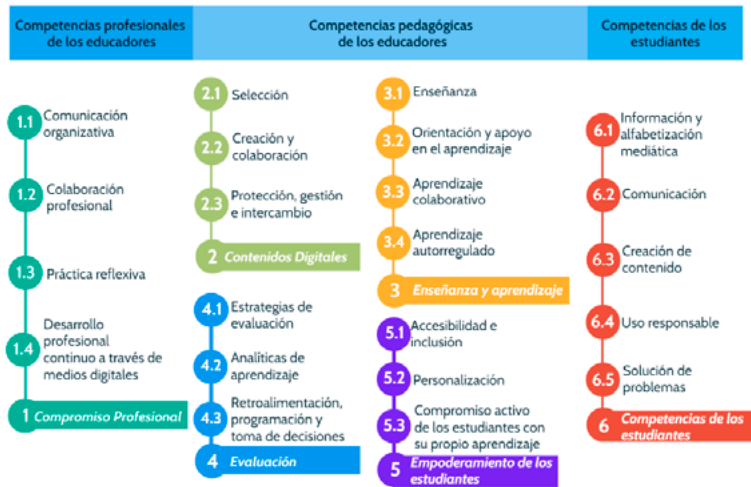 Competencias profesionales
de los educadores
Competencias pedagógicas
de los educadores
Competencias de los
estudiantes
1.1 Comunicación
organizativa
1.2 Colaboración
profesional
1.3 Práctica reflexiva
1.4 Desarrollo
profesional
continuo a través de
medios digitales
1 Compromiso Profesional
2.1 Selección
2.2 Creación y
colaboración
2.3 Protección, gestión
e intercambio
2 Contenidos Digitales
3.1 Enseñanza
3.2 Orientación y apoyo
en el aprendizaje
3.3 Aprendizaje
colaborativo
3.4 Aprendizaje
autorregulado
3 Enseñanza y aprendizaje
4.1 Estrategias de
evaluación
4.2 Analíticas de
aprendizaje
4.3 Retroalimentación,
programación y
toma de decisiones
4 Evaluación
5.1 Accesibilidad e
inclusión
5.2 Personalización
5.3 Compromiso activo
de los estudiantes con
su propio aprendizaje
5 Empoderamiento de los
estudiantes
6.1 Información y
alfabetización
mediática
6.2 Comunicación
6.3 Creación de
contenido
6.4 Uso responsable
6.5 Solución de
problemas
6 Competencias de los
estudiantes